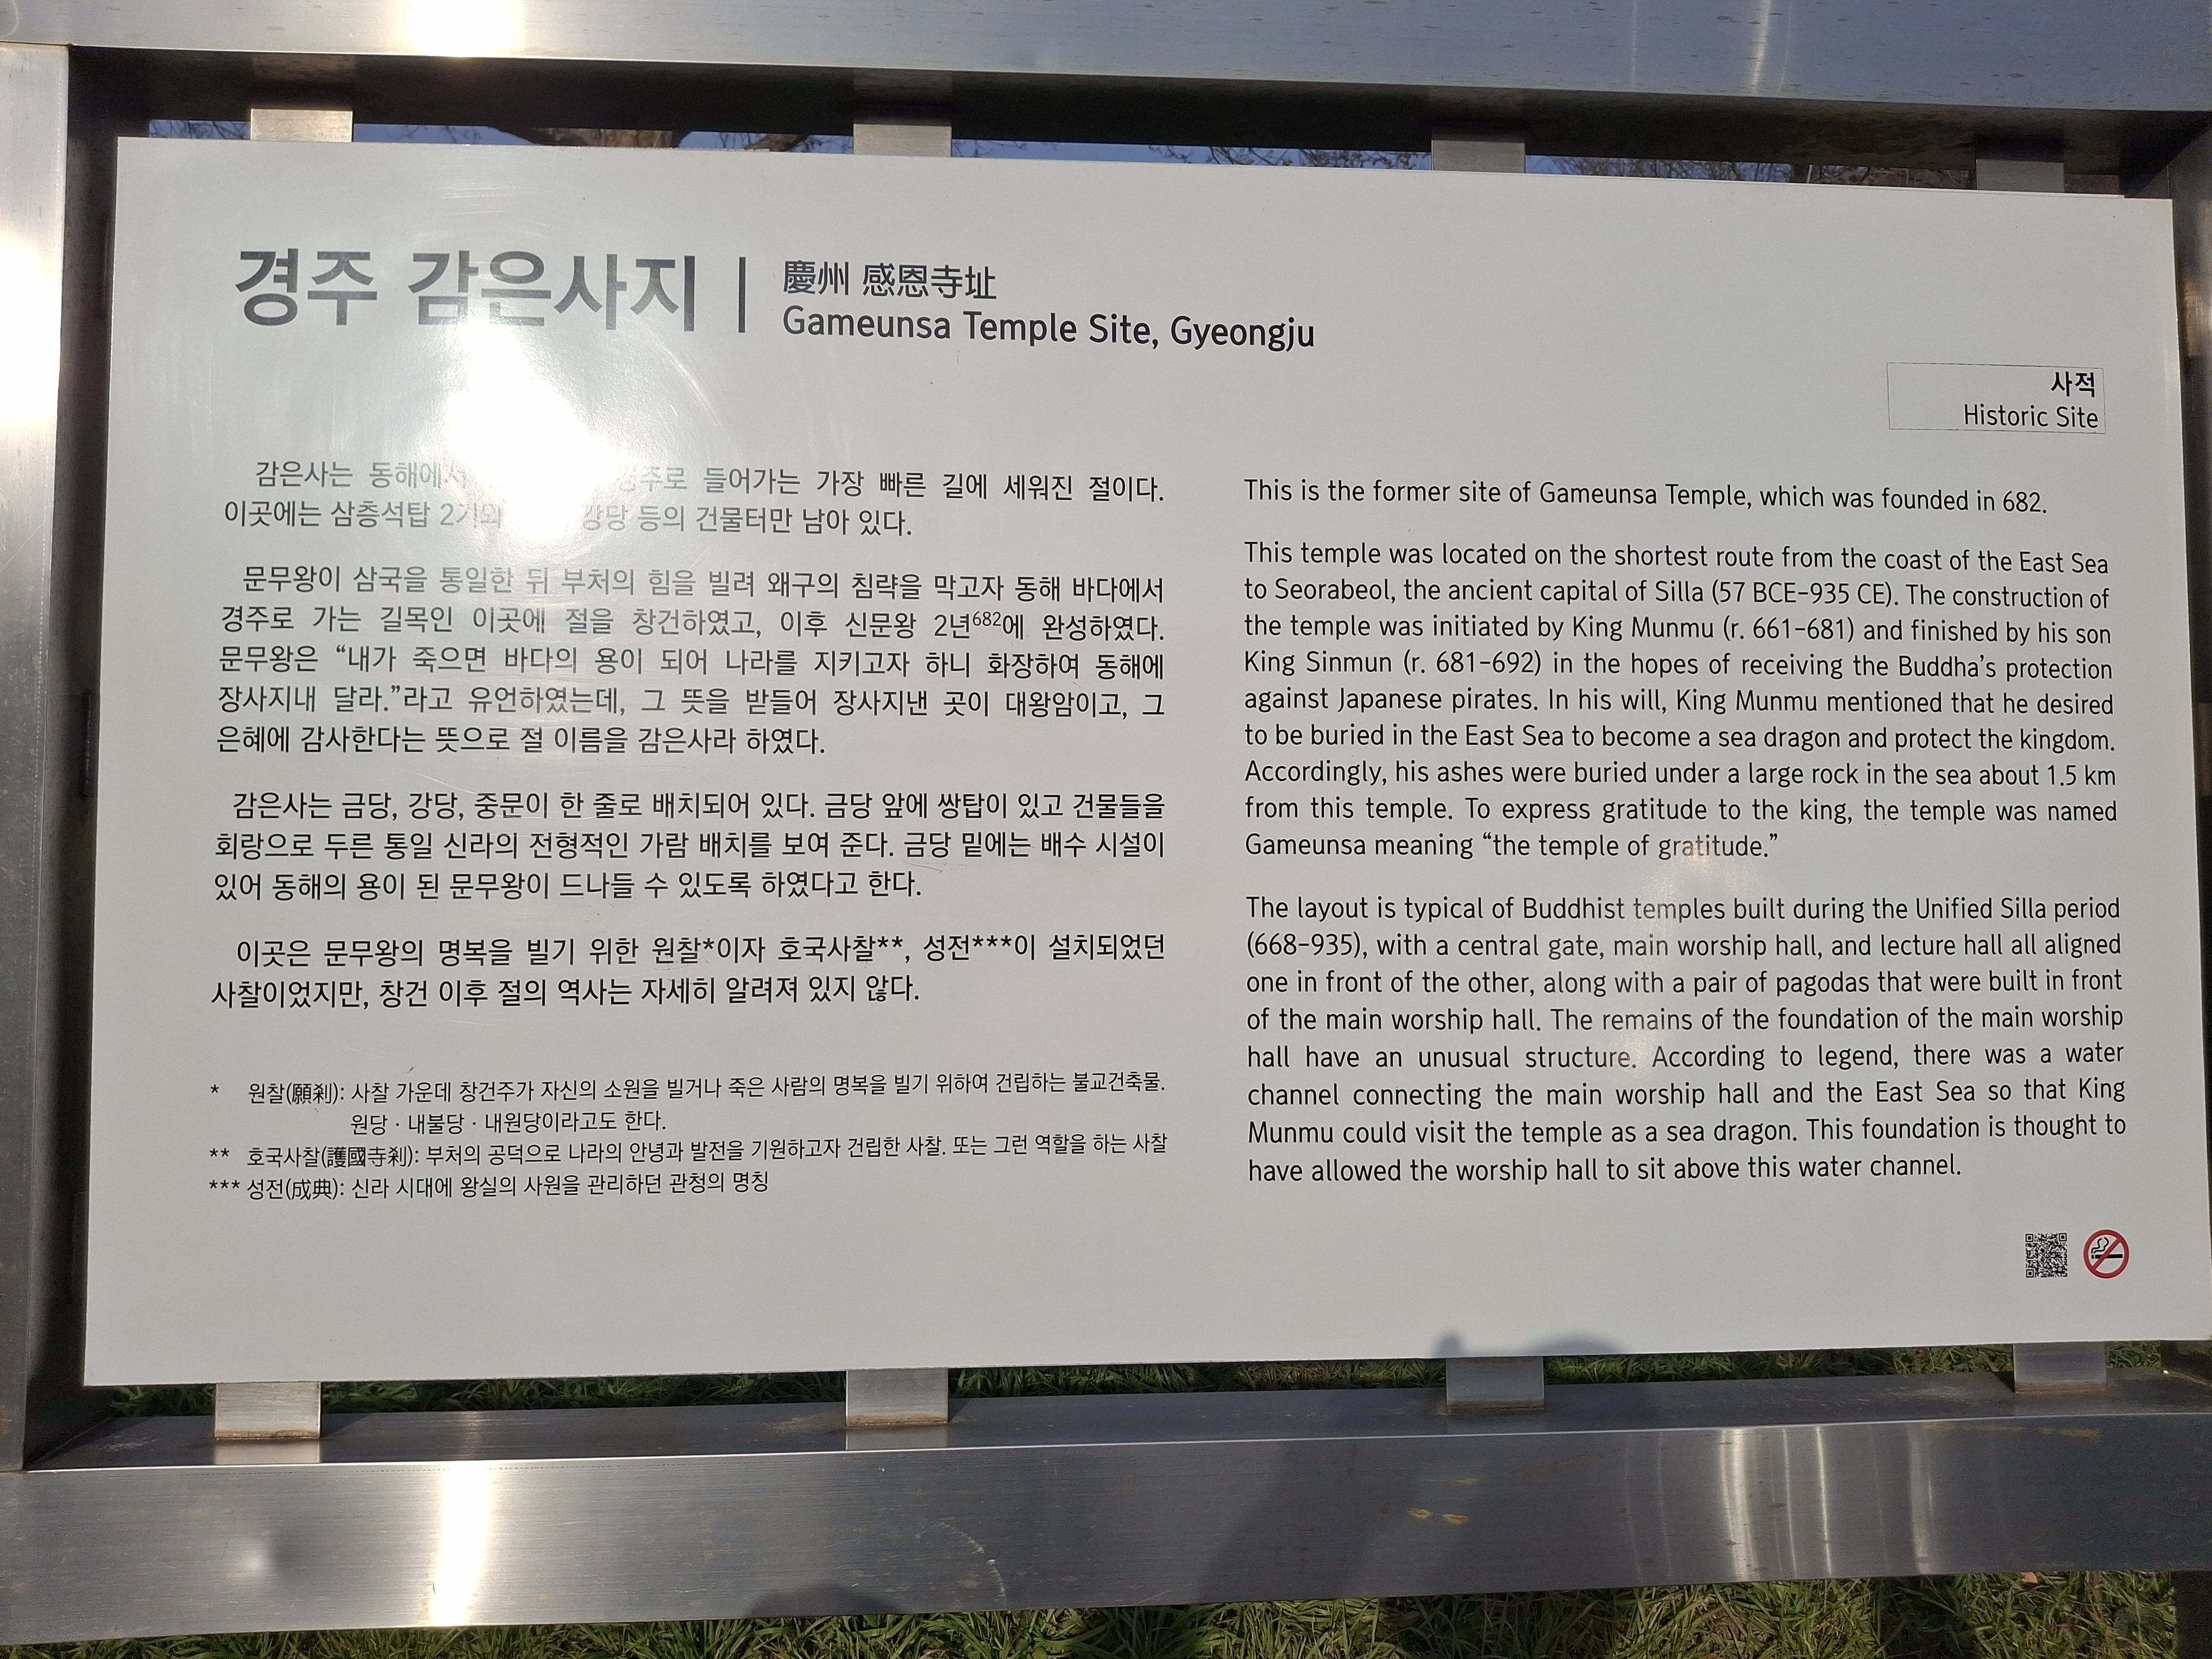 경주 감은사지
慶州 感恩寺址
Gameunsa Temple Site, Gyeongju
사적
Historic Site
감은사는 동해에서 경주로 들어가는 가장 빠른 길에 세워진 절이다.
이곳에는 삼층석탑 2기와 강당 등의 건물터만 남아 있다.
문무왕이 삼국을 통일한 뒤 부처의 힘을 빌려 왜구의 침략을 막고자 동해 바다에서
경주로 가는 길목인 이곳에 절을 창건하였고, 이후 신문왕 2년682에 완성하였다.
문무왕은 “내가 죽으면 바다의 용이 되어 나라를 지키고자 하니 화장하여 동해에
장사지내 달라.”라고 유언하였는데, 그 뜻을 받들어 장사지낸 곳이 대왕암이고, 그
은혜에 감사한다는 뜻으로 절 이름을 감은사라 하였다.
감은사는 금당, 강당, 중문이 한 줄로 배치되어 있다. 금당 앞에 쌍탑이 있고 건물들을
회랑으로 두른 통일 신라의 전형적인 가람 배치를 보여 준다. 금당 밑에는 배수 시설이
있어 동해의 용이 된 문무왕이 드나들 수 있도록 하였다고 한다.
이곳은 문무왕의 명복을 빌기 위한 원찰*이자 호국사찰**, 성전***이 설치되었던
사찰이었지만, 창건 이후 절의 역사는 자세히 알려져 있지 않다.
* 원찰(願刹): 사찰 가운데 창건주가 자신의 소원을 빌거나 죽은 사람의 명복을 빌기 위하여 건립하는 불교건축물.
원당 · 내불당 · 내원당이라고도 한다.
** 호국사찰(護國寺刹): 부처의 공덕으로 나라의 안녕과 발전을 기원하고자 건립한 사찰. 또는 그런 역할을 하는 사찰
*** 성전(成典): 신라 시대에 왕실의 사원을 관리하던 관청의 명칭
This is the former site of Gameunsa Temple, which was founded in 682.
This temple was located on the shortest route from the coast of the East Sea
to Seorabeol, the ancient capital of Silla (57 BCE–935 CE). The construction of
the temple was initiated by King Munmu (r. 661–681) and finished by his son
King Sinmun (r. 681–692) in the hopes of receiving the Buddha’s protection
against Japanese pirates. In his will, King Munmu mentioned that he desired
to be buried in the East Sea to become a sea dragon and protect the kingdom.
Accordingly, his ashes were buried under a large rock in the sea about 1.5 km
from this temple. To express gratitude to the king, the temple was named
Gameunsa meaning “the temple of gratitude.”
The layout is typical of Buddhist temples built during the Unified Silla period
(668–935), with a central gate, main worship hall, and lecture hall all aligned
one in front of the other, along with a pair of pagodas that were built in front
of the main worship hall. The remains of the foundation of the main worship
hall have an unusual structure. According to legend, there was a water
channel connecting the main worship hall and the East Sea so that King
Munmu could visit the temple as a sea dragon. This foundation is thought to
have allowed the worship hall to sit above this water channel.